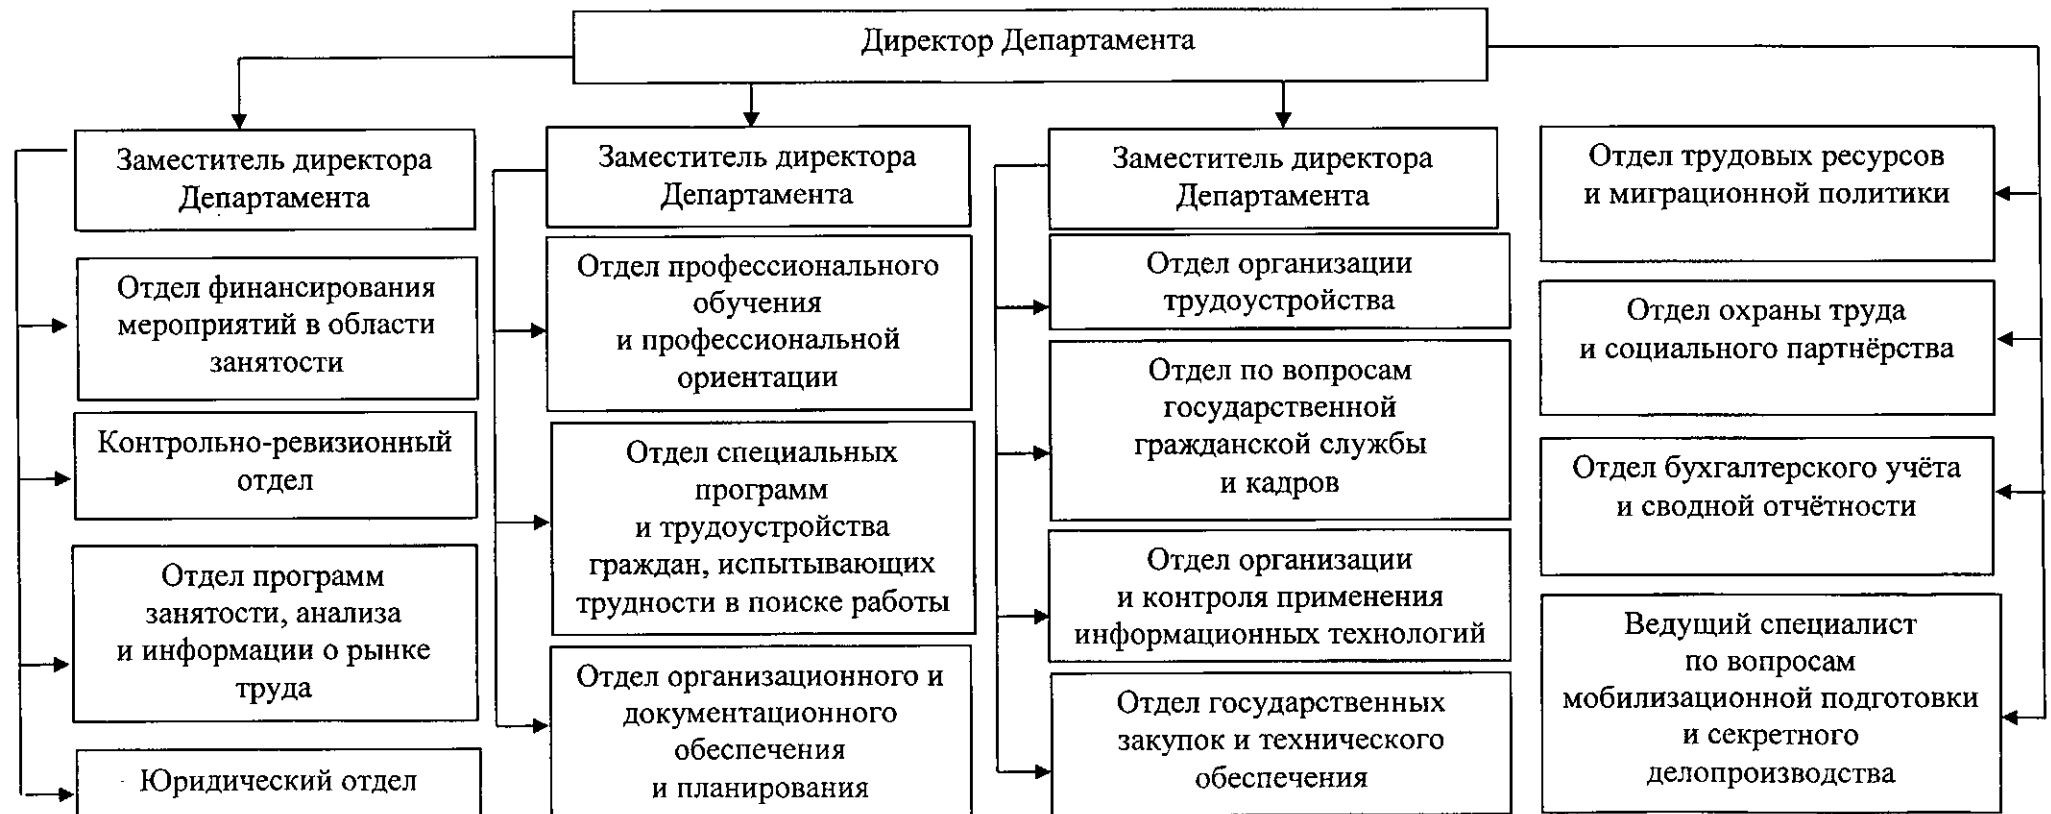 Директор Департамента
Заместитель директора
Департамента
Отдел финансирования
мероприятий в области
занятости
Контрольно-ревизионный
отдел
Отдел программ
занятости, анализа
и информации о рынке
труда
Юридический отдел
Заместитель директора
Департамента
Отдел профессионального
обучения
и профессиональной
ориентации
Отдел специальных
программ
и трудоустройства
граждан, испытывающих
трудности в поиске работы
Отдел организационного и
документационного
обеспечения
и планирования
Заместитель директора
Департамента
Отдел организации
трудоустройства
Отдел по вопросам
государственной
гражданской службы
и кадров
Отдел организации
и контроля применения
информационных технологий
Отдел государственных
закупок и технического
обеспечения
Отдел трудовых ресурсов
и миграционной политики
Отдел охраны труда
и социального партнёрства
Отдел бухгалтерского учёта
и сводной отчётности
Ведущий специалист
по вопросам
мобилизационной подготовки
и секретного
делопроизводства